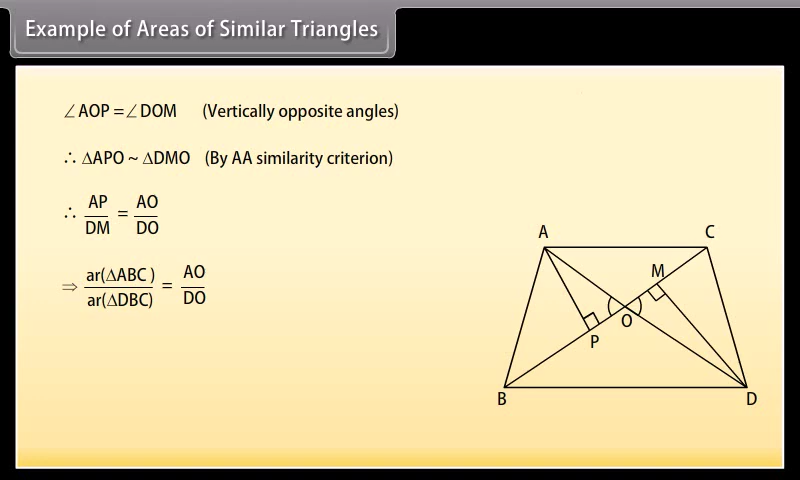 Example of Areas of Similar Triangles
∠AOP = ∠DOM (Vertically opposite angles)
∴ ΔAPO ~ ΔDMO (By AA similarity criterion)
∴ AP/DM = AO/DO
⇒ ar(ΔABC)/ar(ΔDBC) = AO/DO
A C
M
O
P
B D